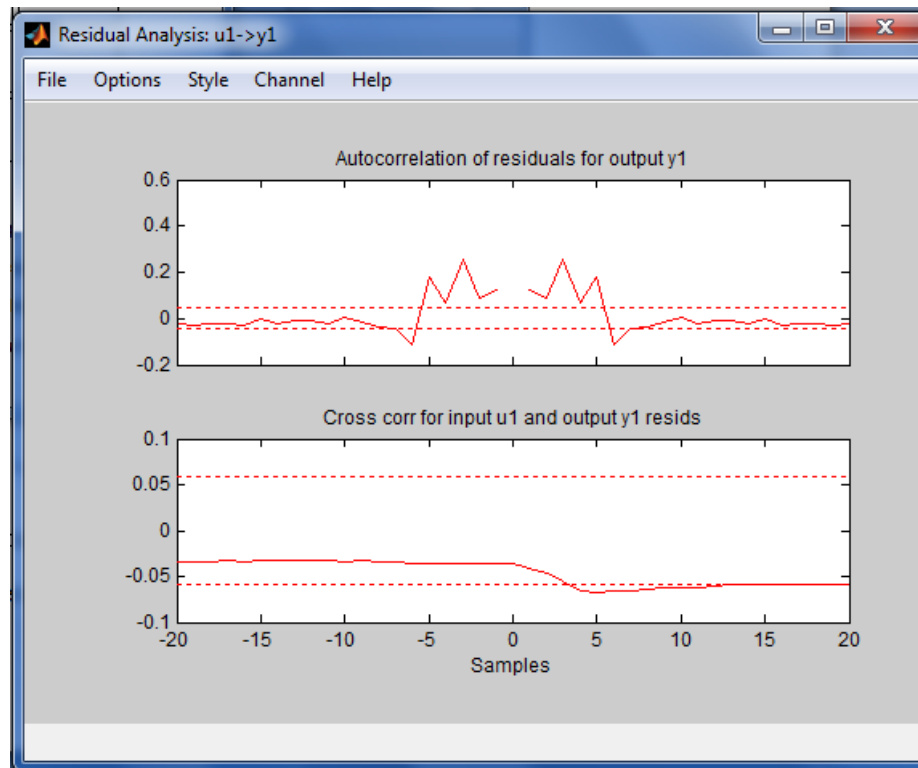 Residual Analysis: u1->y1
File Options Style Channel Help
Autocorrelation of residuals for output y1
0.6
0.4
0.2
0
-0.2
Cross corr for input u1 and output y1 resids
0.1
0.05
0
-0.05
-0.1
-20 -15 -10 -5 0 5 10 15 20
Samples